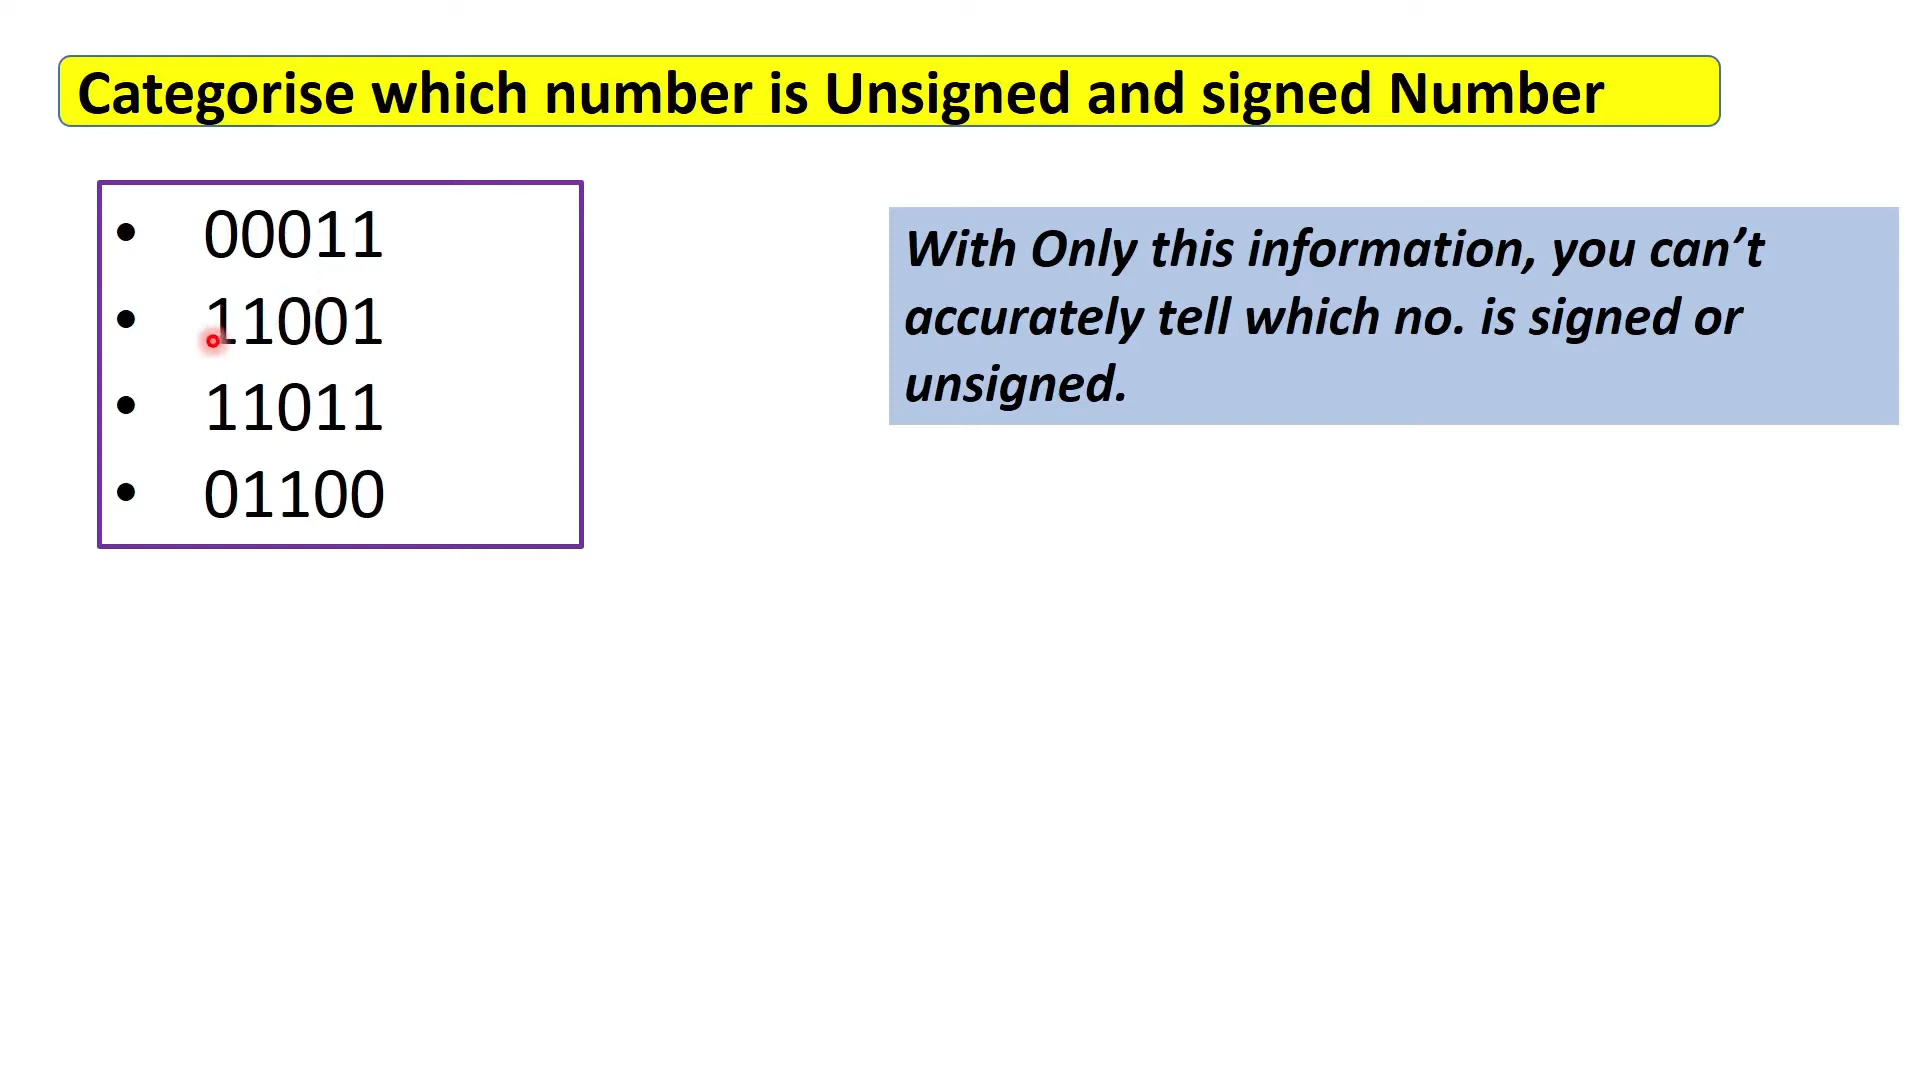 Categorise which number is Unsigned and signed Number
• 00011
• 11001
• 11011
• 01100
With Only this information, you can’t
accurately tell which no. is signed or
unsigned.